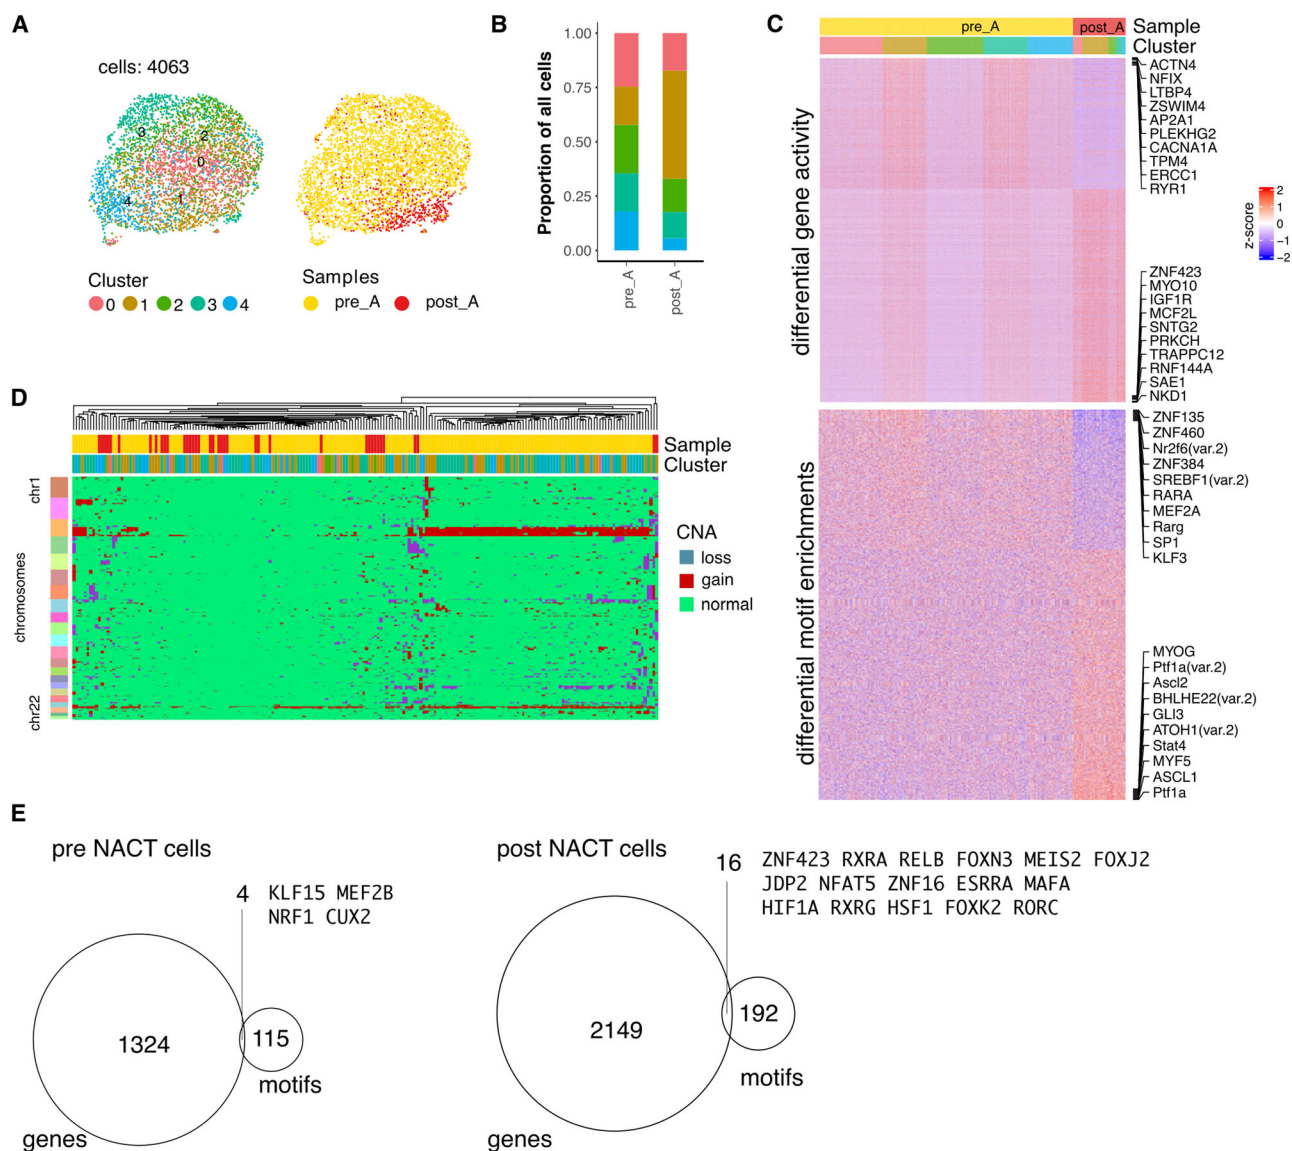 A
cells: 4063
3
2
0
1
4
Cluster
0 1 2 3 4
Samples
pre_A post_A
B
Proportion of all cells
1.00
0.75
0.50
0.25
0.00
pre_A
post_A
C
pre_A post_A Sample
Cluster
differential gene activity
ACTN4
NFIX
LTBP4
ZSWIM4
AP2A1
PLEKHG2
CACNA1A
TPM4
ERCC1
RYR1
ZNF423
MYO10
IGF1R
MCF2L
SNTG2
PRKCH
TRAPPC12
RNF144A
SAE1
NKD1
z-score
2
1
0
−1
−2
differential motif enrichments
ZNF135
ZNF460
Nr2f6(var.2)
ZNF384
SREBF1(var.2)
RARA
MEF2A
Rarg
SP1
KLF3
MYOG
Ptf1a(var.2)
Ascl2
BHLHE22(var.2)
GLI3
ATOH1(var.2)
Stat4
MYF5
ASCL1
Ptf1a
D
Sample
Cluster
chr1
chromosomes
chr22
CNA
loss
gain
normal
E
pre NACT cells
4
KLF15 MEF2B
NRF1 CUX2
1324
115
motifs
genes
post NACT cells
16
ZNF423 RXRA RELB FOXN3 MEIS2 FOXJ2
JDP2 NFAT5 ZNF16 ESRRA MAFA
HIF1A RXRG HSF1 FOXK2 RORC
2149
192
motifs
genes